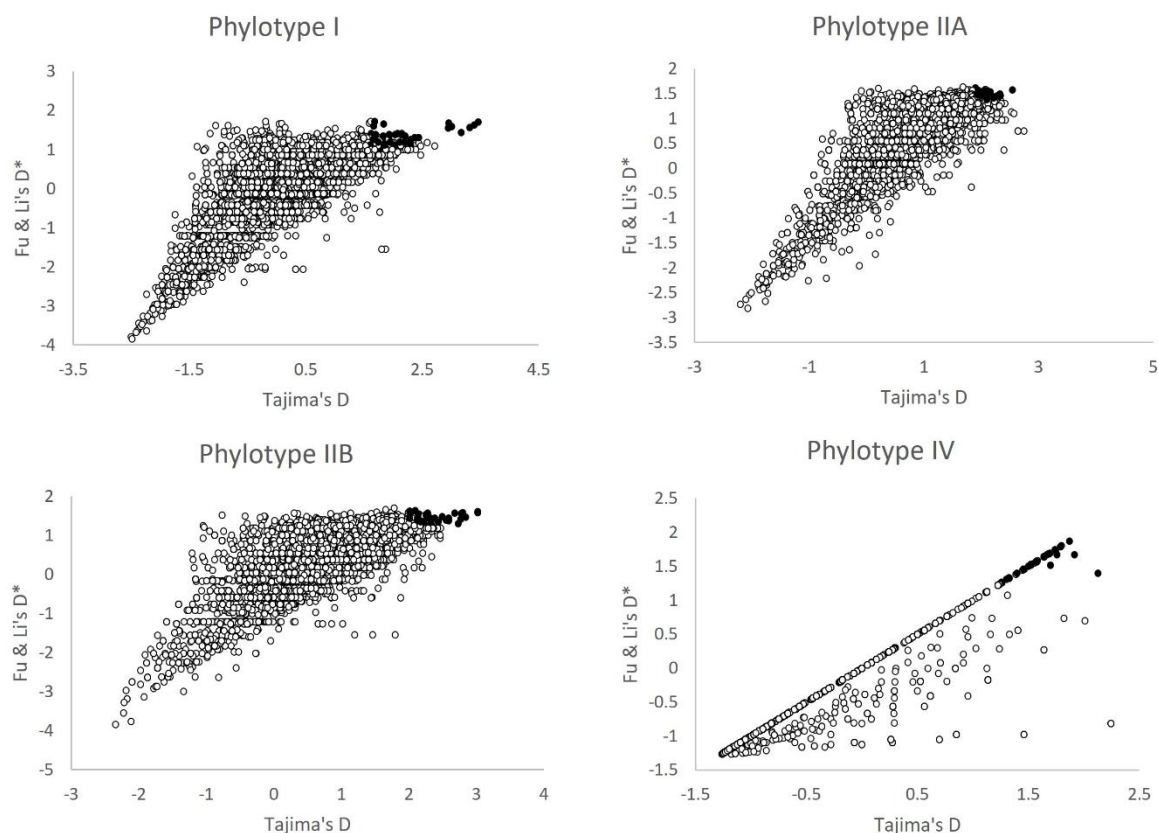 Phylotype I
3
2
1
0
-1
-2
-3
-4
Fu & Li's D*
-3.5 -1.5 0.5 2.5 4.5
Tajima's D
Phylotype IIA
2
1.5
1
0.5
0
-0.5
-1
-1.5
-2
-2.5
-3
-3.5
Fu & Li's D*
-3 -1 1 3 5
Tajima's D
Phylotype IIB
2
1
0
-1
-2
-3
-4
-5
Fu & Li's D*
-3 -2 -1 0 1 2 3 4
Tajima's D
Phylotype IV
2.5
2
1.5
1
0.5
0
-0.5
-1
-1.5
Fu & Li's D*
-1.5 -0.5 0.5 1.5 2.5
Tajima's D